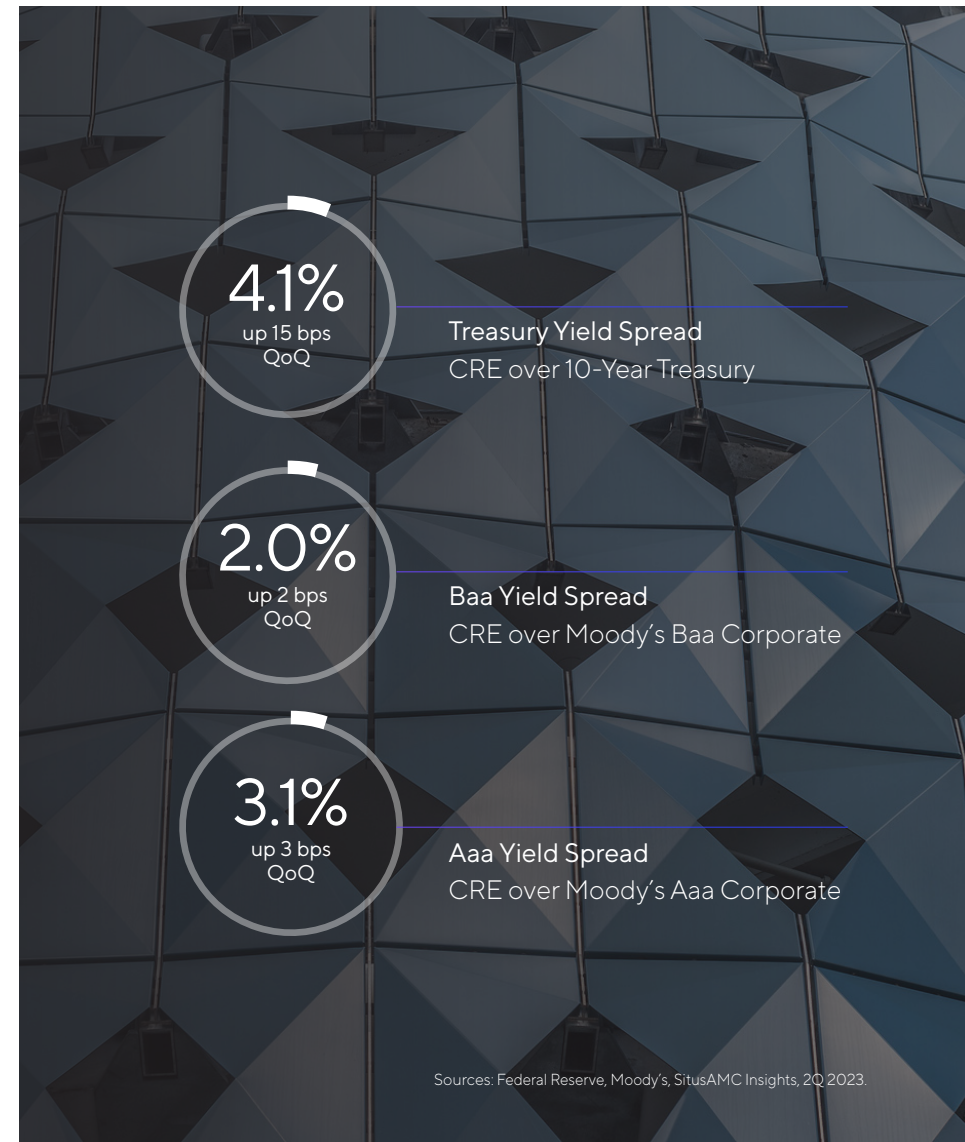 4.1%
up 15 bps
QoQ
Treasury Yield Spread
CRE over 10-Year Treasury
2.0%
up 2 bps
QoQ
Baa Yield Spread
CRE over Moody’s Baa Corporate
3.1%
up 3 bps
QoQ
Aaa Yield Spread
CRE over Moody’s Aaa Corporate
Sources: Federal Reserve, Moody’s, SitusAMC Insights, 2Q 2023.